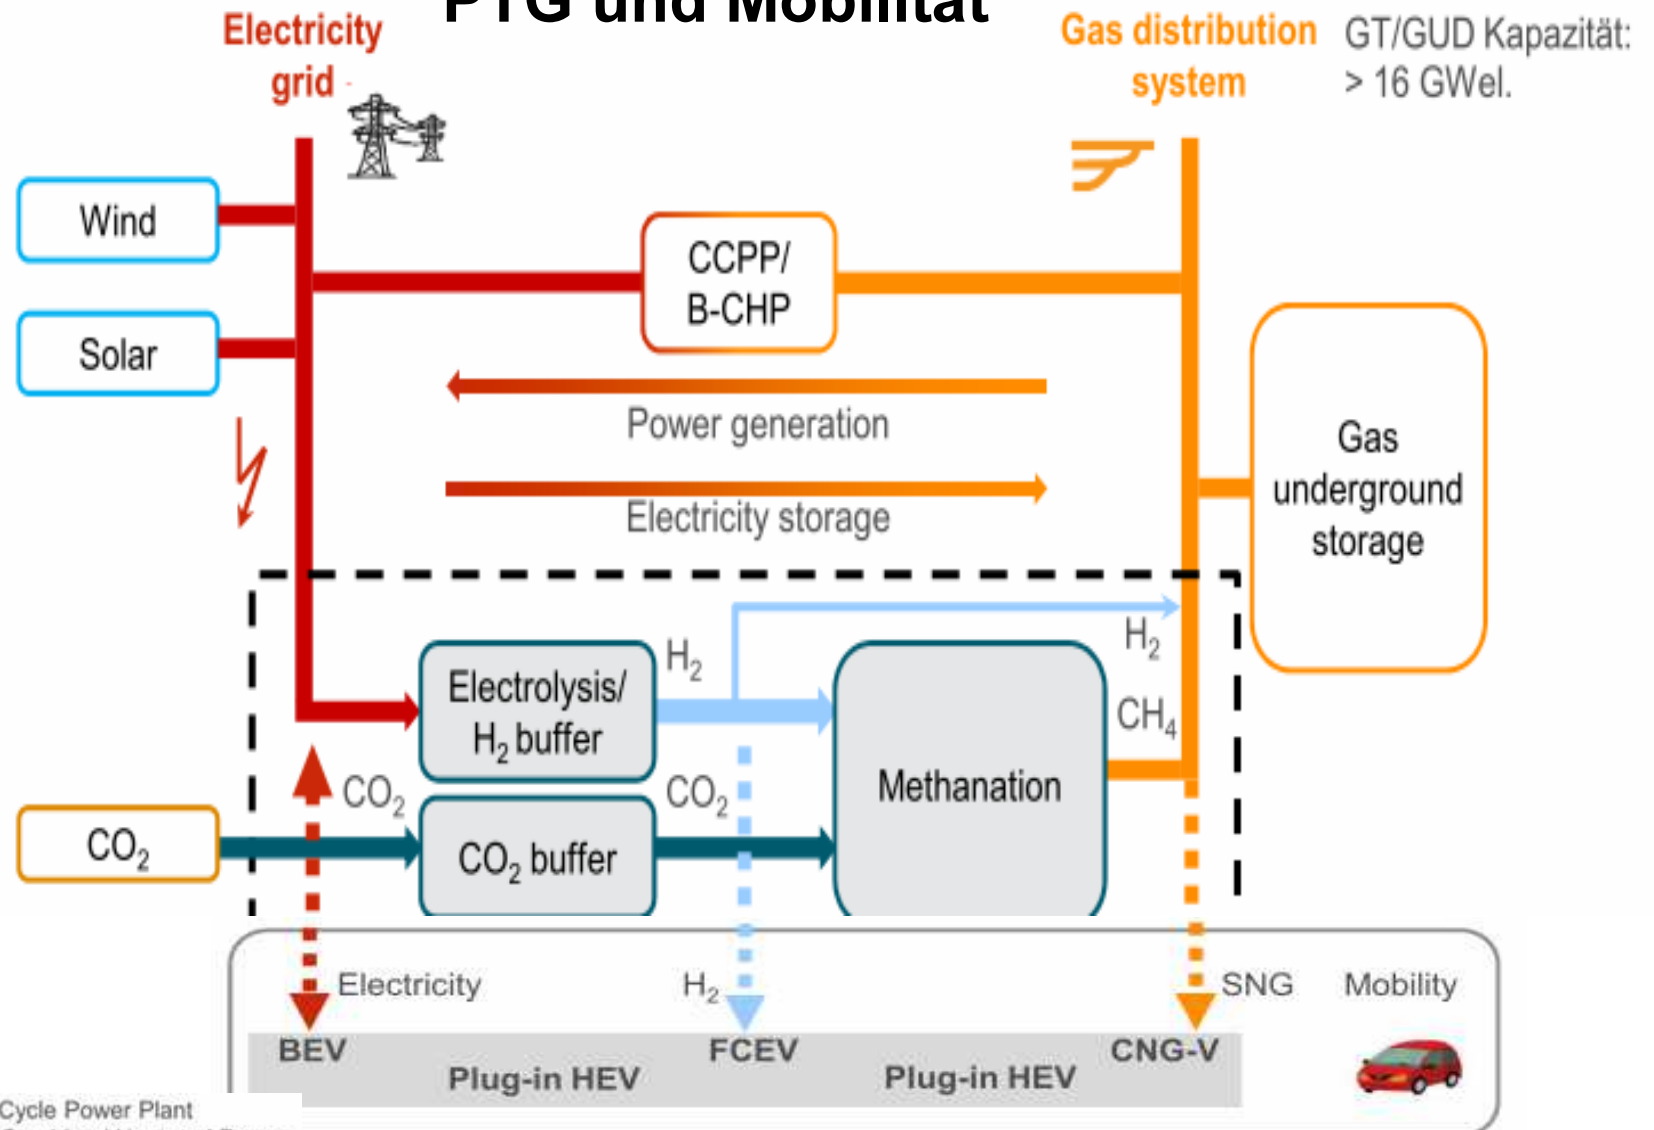 PTG und Mobilität
Electricity
grid
Gas distribution
system
GT/GUD Kapazität:
> 16 GWel.
Wind
CCPP/
B-CHP
Solar
Power generation
Gas
underground
storage
Electricity storage
H₂
H₂
Electrolysis/
H₂ buffer
CH₄
Methanation
CO₂
CO₂
CO₂
CO₂ buffer
Electricity
H₂
SNG
Mobility
BEV
FCEV
CNG-V
Plug-in HEV
Plug-in HEV
Cycle Power Plant